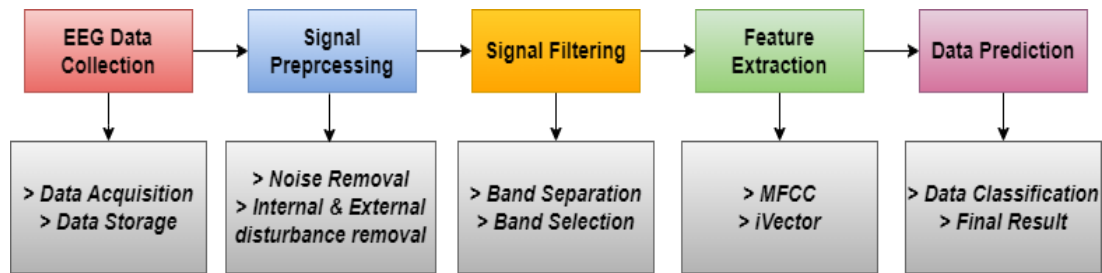 EEG Data
Collection
Signal
Preprcessing
Signal Filtering
Feature
Extraction
Data Prediction
> Data Acquisition
> Data Storage
> Noise Removal
> Internal & External
disturbance removal
> Band Separation
> Band Selection
> MFCC
> iVector
> Data Classification
> Final Result